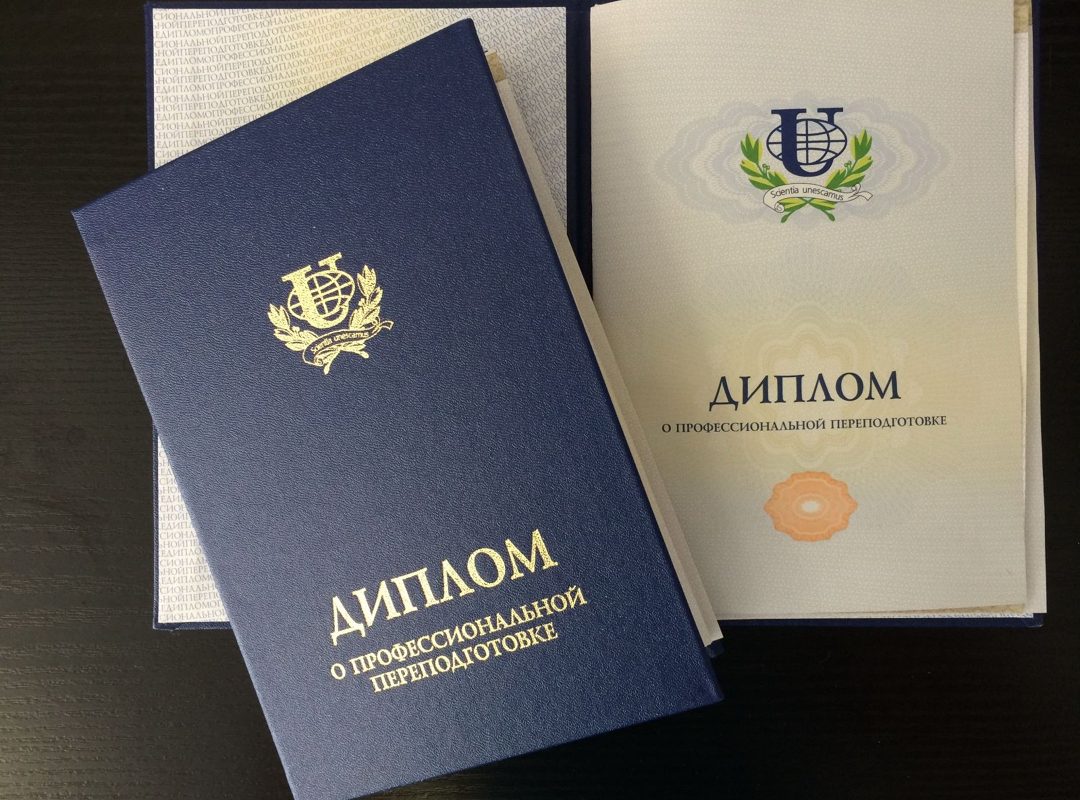 Scientia unescamus
ДИПЛОМ
О ПРОФЕССИОНАЛЬНОЙ
ПЕРЕПОДГОТОВКЕ
Scientia unescamus
ДИПЛОМ
О ПРОФЕССИОНАЛЬНОЙ ПЕРЕПОДГОТОВКЕ